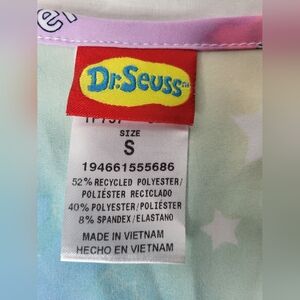 Dr. Seuss
SIZE
S
194661555686
52% RECYCLED POLYESTER/
POLIÉSTER RECICLADO
40% POLYESTER/POLIÉSTER
8% SPANDEX/ELASTANO
MADE IN VIETNAM
HECHO EN VIETNAM